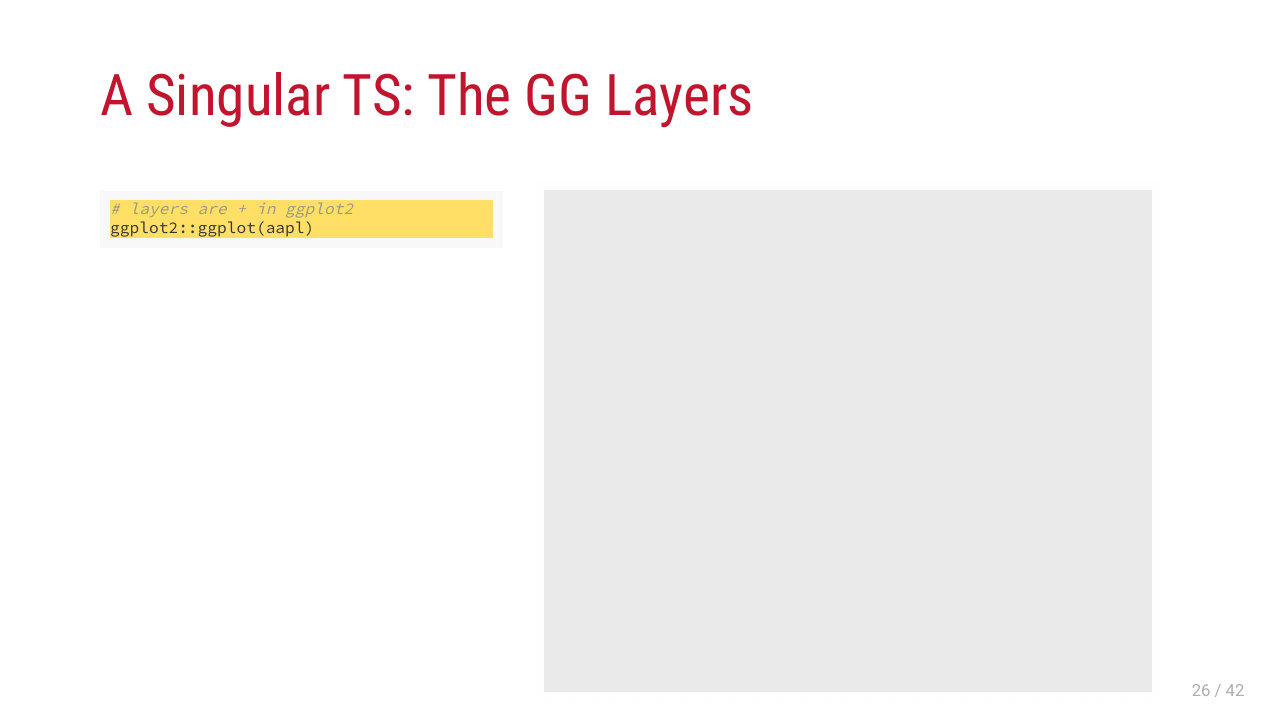 A Singular TS: The GG Layers
# layers are + in ggplot2
ggplot2::ggplot(aapl)
26 / 42